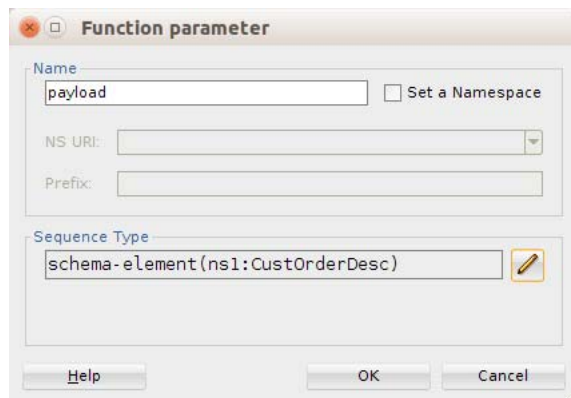 Function parameter
Name
payload
Set a Namespace
NS URI:
Prefix:
Sequence Type
schema-element(ns1:CustOrderDesc)
Help OK Cancel